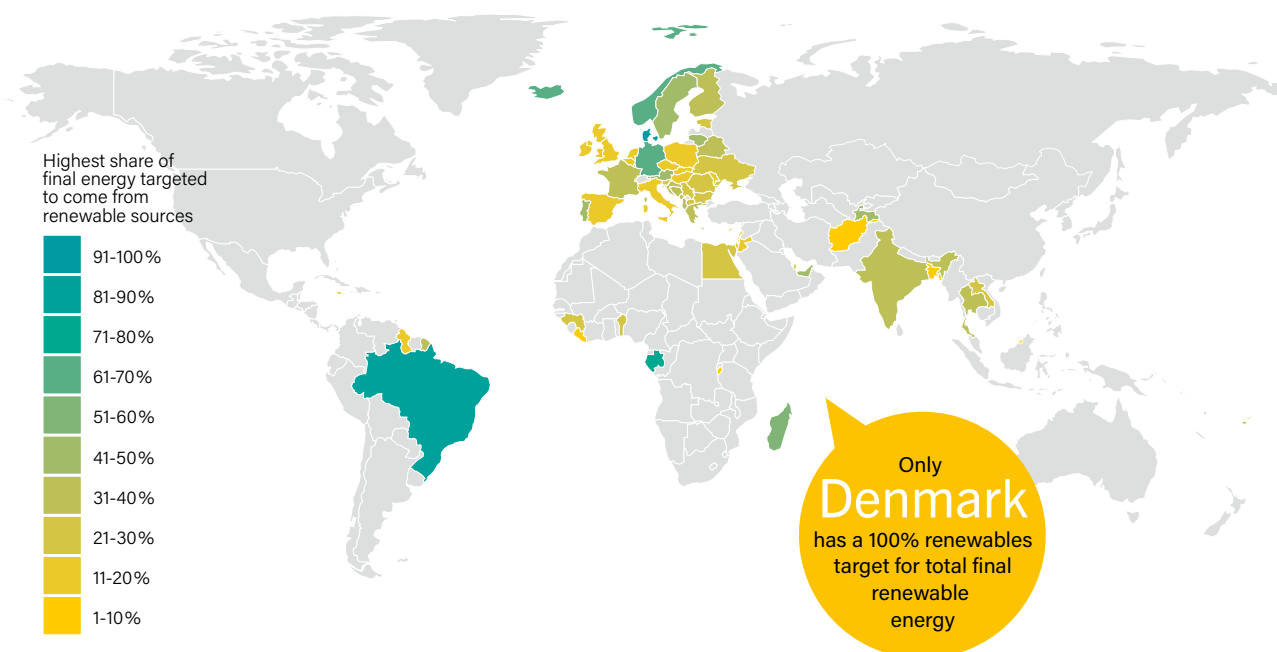 Highest share of
final energy targeted
to come from
renewable sources
91-100%
81-90%
71-80%
61-70%
51-60%
41-50%
31-40%
21-30%
11-20%
1-10%
Only
Denmark
has a 100% renewables
target for total final
renewable
energy